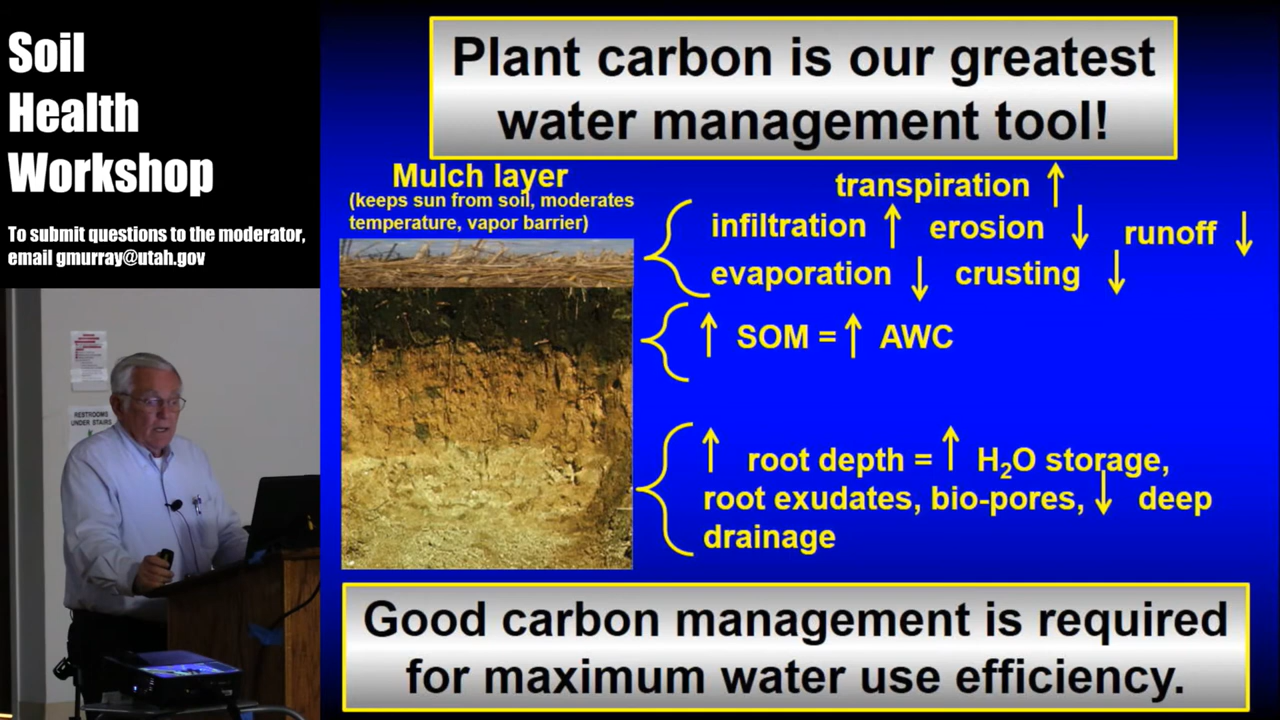 Soil
Health
Workshop
To submit questions to the moderator,
email gmurray@utah.gov
RESTROOMS
UNDER STAIRS
Plant carbon is our greatest
water management tool!
Mulch layer
(keeps sun from soil, moderates
temperature, vapor barrier)
transpiration ↑
infiltration ↑ erosion ↓ runoff ↓
evaporation ↓ crusting ↓
↑ SOM = ↑ AWC
↑ root depth = ↑ H₂O storage,
root exudates, bio-pores, ↓ deep
drainage
Good carbon management is required
for maximum water use efficiency.